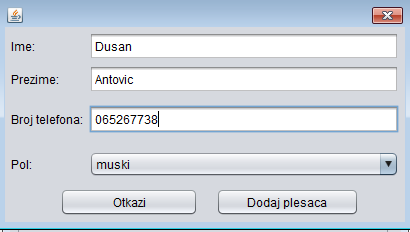 Ime: Dusan
Prezime: Antovic
Broj telefona: 065267738
Pol: muski
Otkazi Dodaj plesaca